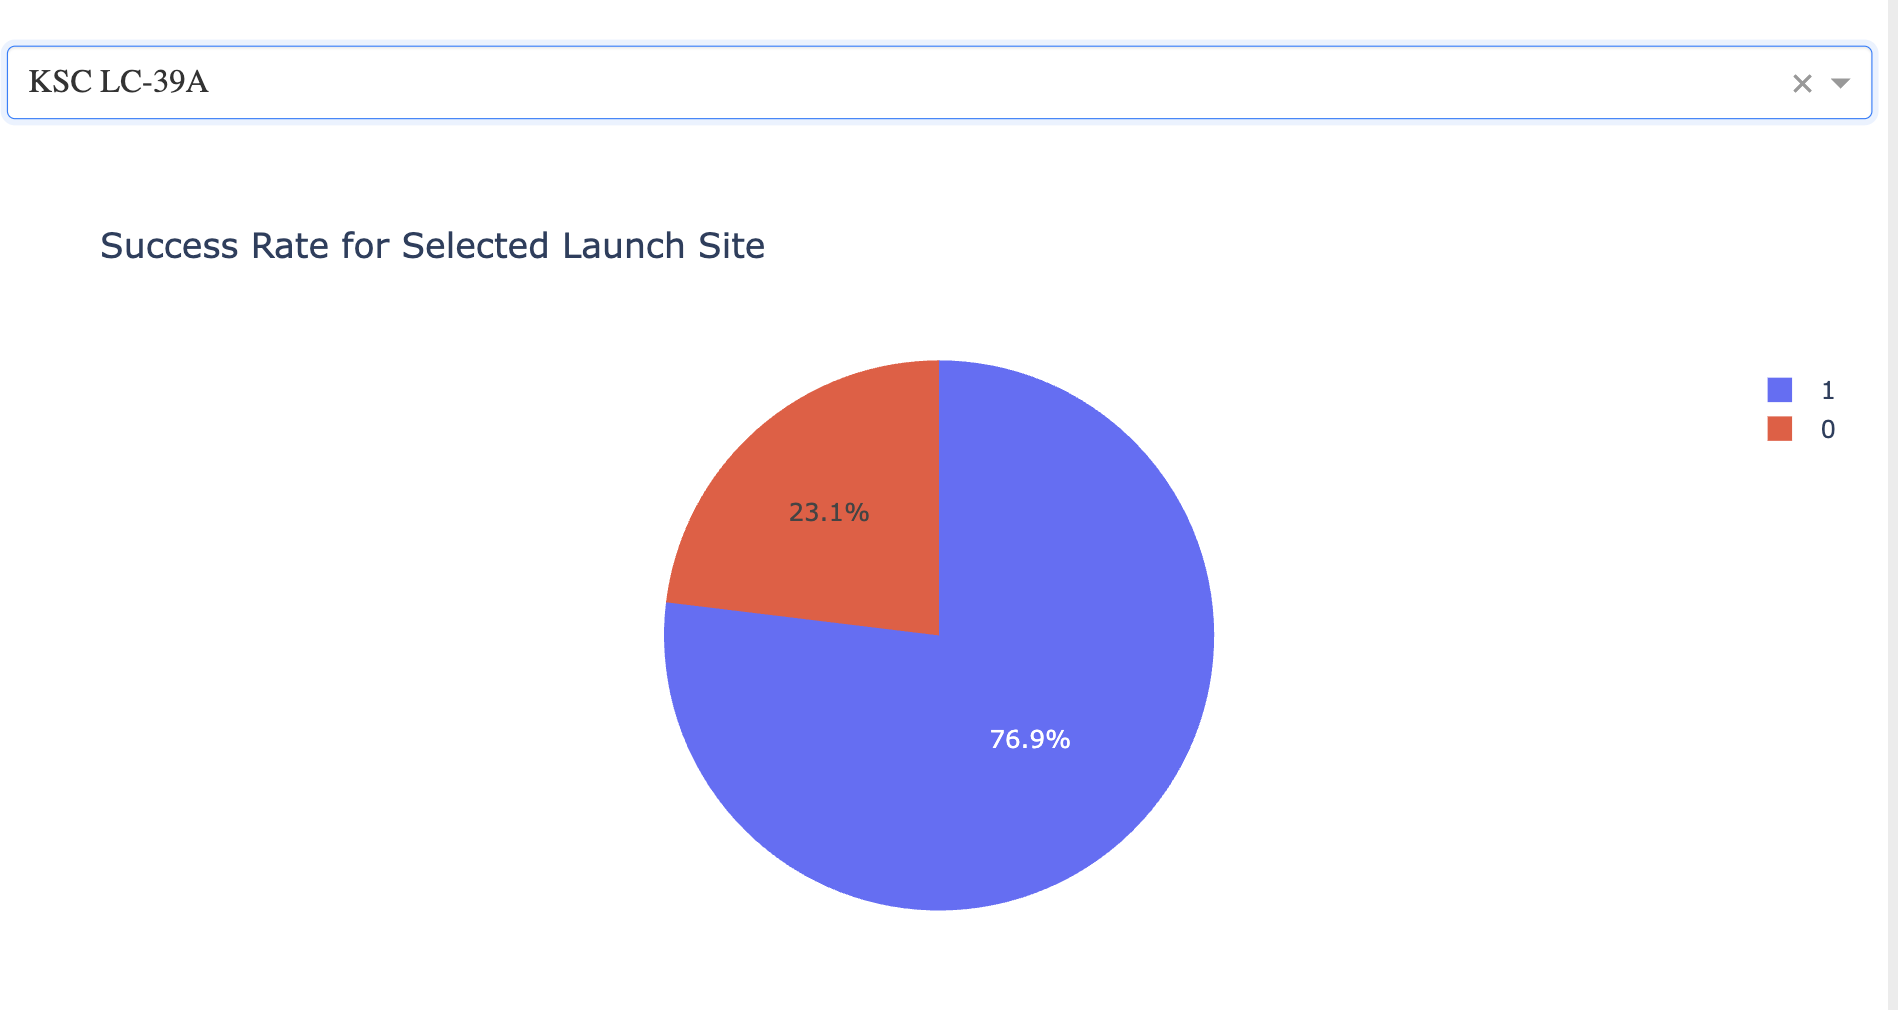 KSC LC-39A
Success Rate for Selected Launch Site
1
0
23.1%
76.9%